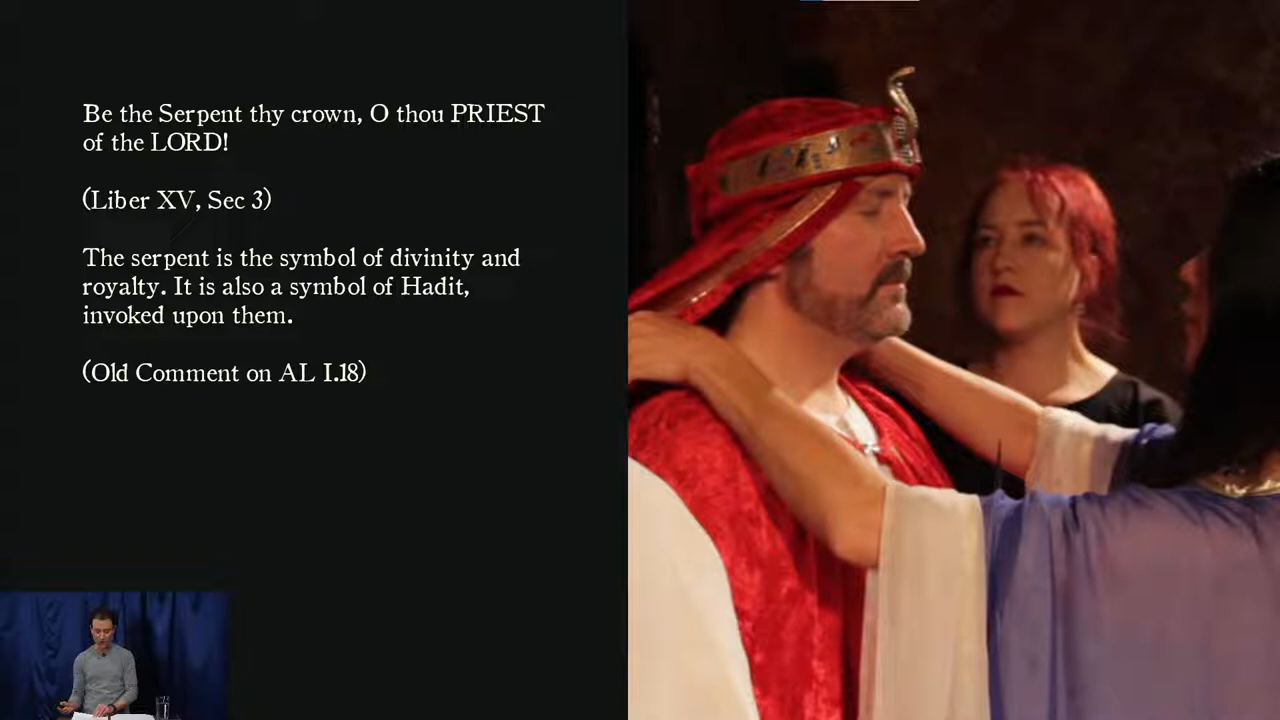 Be the Serpent thy crown, O thou PRIEST
of the LORD!
(Liber XV, Sec 3)
The serpent is the symbol of divinity and
royalty. It is also a symbol of Hadit,
invoked upon them.
(Old Comment on AL I.18)